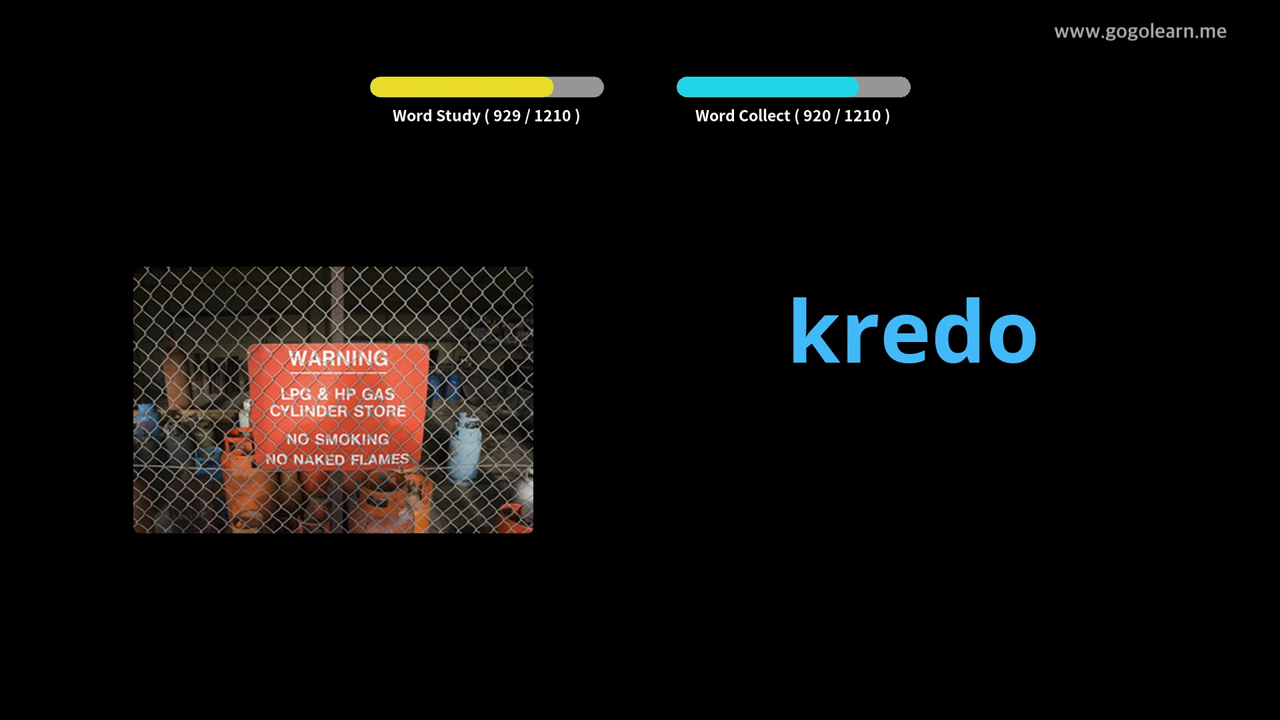 www.gogolearn.me
Word Study ( 929 / 1210 )
Word Collect ( 920 / 1210 )
kredo
WARNING
LPG & HP GAS
CYLINDER STORE
NO SMOKING
NO NAKED FLAMES